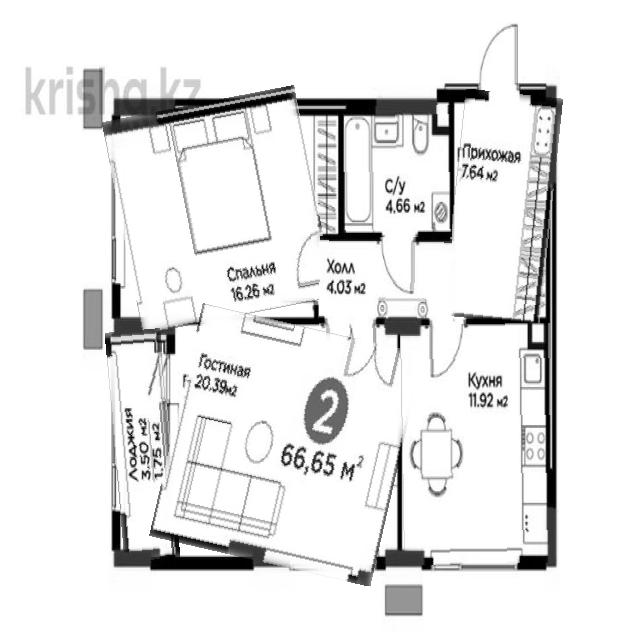 krisha.kz
Прихожая
7.64 м2
С/у
4.66 м2
Спальня
16.26 м2
Холл
4.03 м2
Гостиная
20.39м2
Кухня
11.92 м2
Лоджия
3.50 м2
1.75
2
66,65 м2